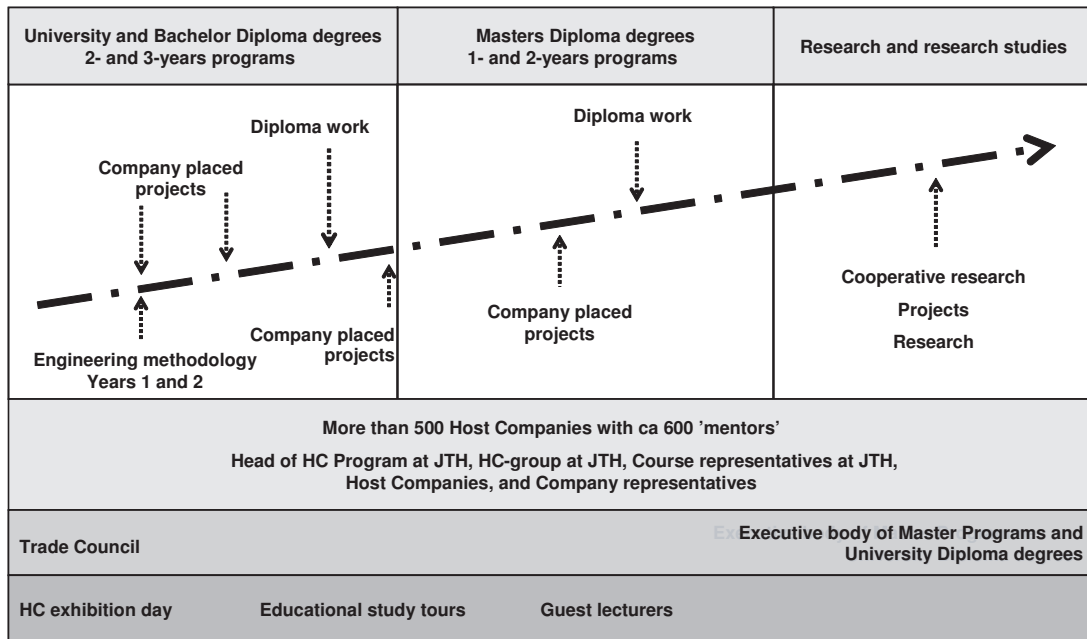 University and Bachelor Diploma degrees
2- and 3-years programs
Masters Diploma degrees
1- and 2-years programs
Research and research studies
Diploma work
Company placed
projects
Engineering methodology
Years 1 and 2
Company placed
projects
Diploma work
Company placed
projects
Cooperative research
Projects
Research
More than 500 Host Companies with ca 600 'mentors'
Head of HC Program at JTH, HC-group at JTH, Course representatives at JTH,
Host Companies, and Company representatives
Trade Council
Executive body of Master Programs and
University Diploma degrees
HC exhibition day
Educational study tours
Guest lecturers